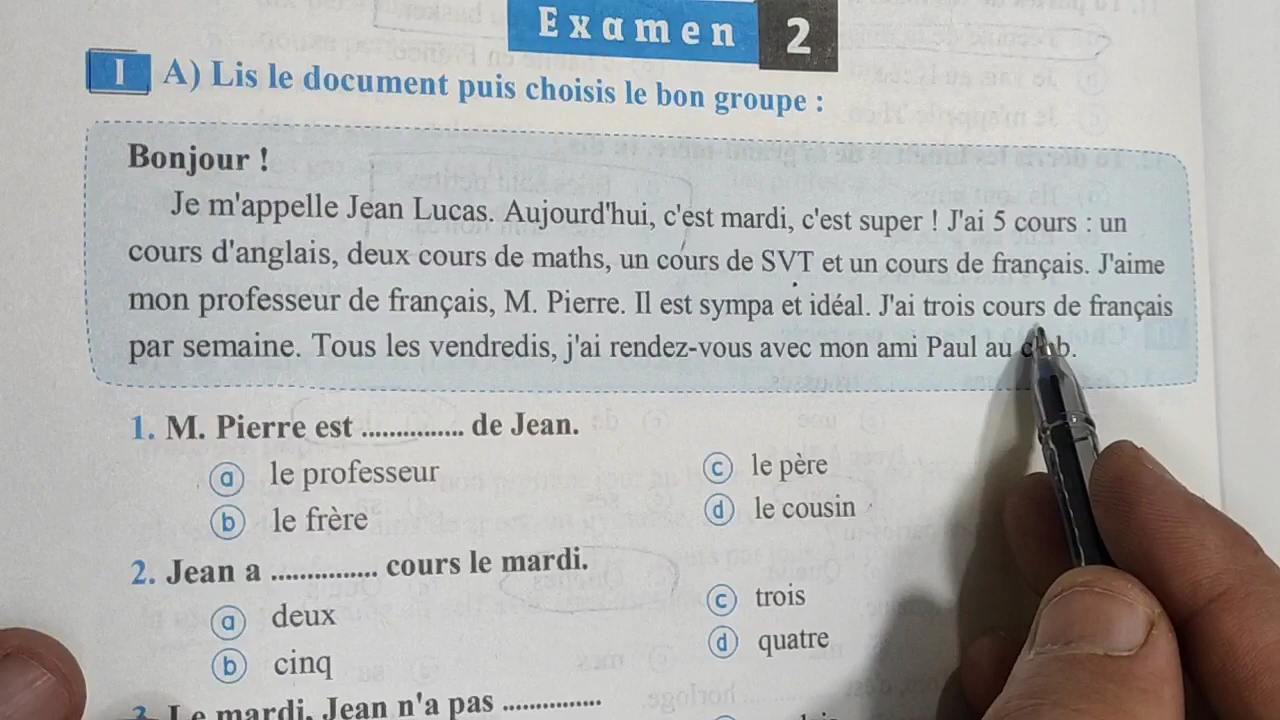 Examen 2
I A) Lis le document puis choisis le bon groupe :
Bonjour !
Je m'appelle Jean Lucas. Aujourd'hui, c'est mardi, c'est super ! J'ai 5 cours : un
cours d'anglais, deux cours de maths, un cours de SVT et un cours de français. J'aime
mon professeur de français, M. Pierre. Il est sympa et idéal. J'ai trois cours de français
par semaine. Tous les vendredis, j'ai rendez-vous avec mon ami Paul au club.
1. M. Pierre est ............... de Jean.
a le professeur
c le père
b le frère
d le cousin
2. Jean a ............... cours le mardi.
a deux
c trois
b cinq
d quatre
3. Le mardi, Jean n'a pas ...............